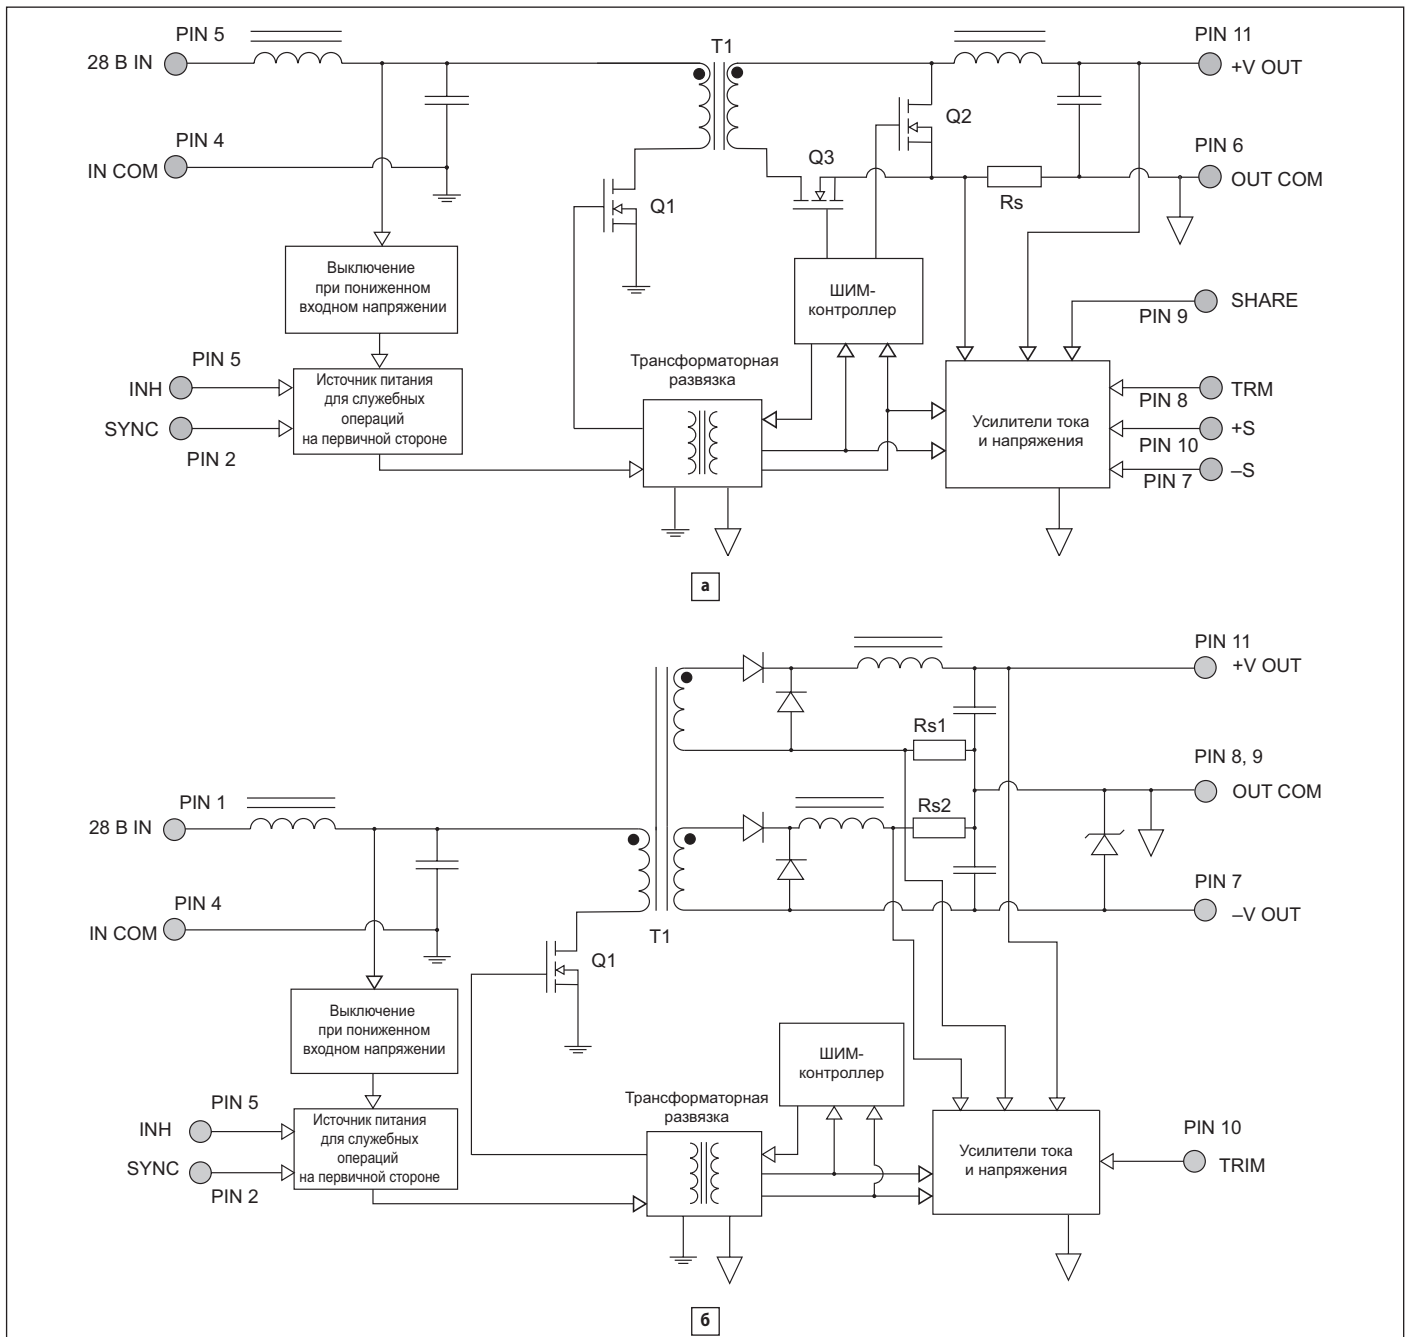 PIN 5
28 В IN
PIN 4
IN COM
T1
PIN 11
+V OUT
Q2
PIN 6
OUT COM
Q3
Rs
Q1
Выключение
при пониженном
входном напряжении
ШИМ-
контроллер
SHARE
PIN 9
PIN 5
INH
SYNC
PIN 2
Источник питания
для служебных
операций
на первичной стороне
Трансформаторная
развязка
Усилители тока
и напряжения
TRM
PIN 8
+S
PIN 10
PIN 7
–S
а
PIN 11
+V OUT
Rs1
PIN 8, 9
OUT COM
PIN 1
28 В IN
Rs2
PIN 7
–V OUT
PIN 4
IN COM
T1
Q1
Выключение
при пониженном
входном напряжении
ШИМ-
контроллер
PIN 5
INH
SYNC
PIN 2
Источник питания
для служебных
операций
на первичной стороне
Трансформаторная
развязка
Усилители тока
и напряжения
PIN 10
TRIM
б